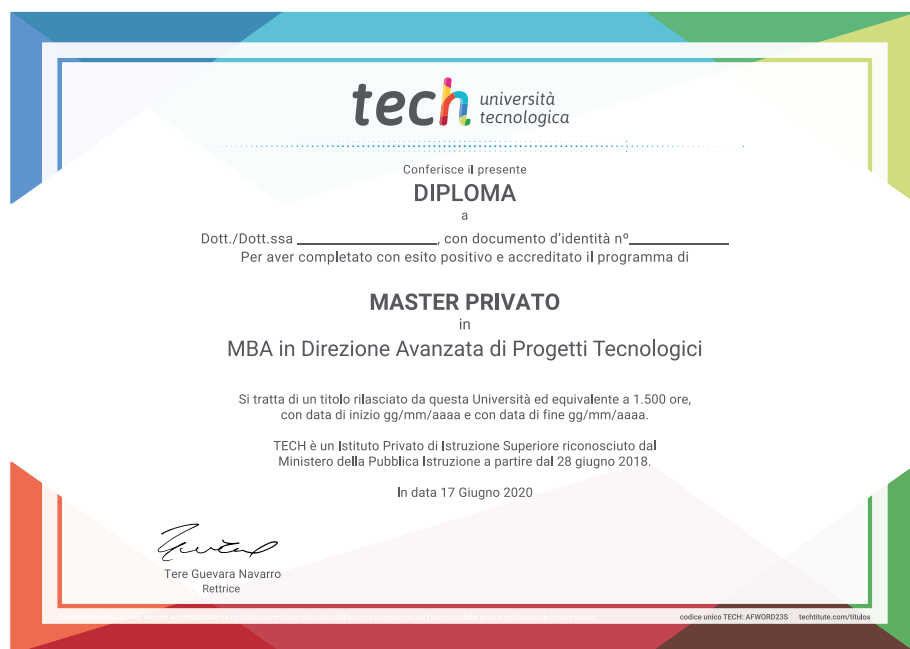 tech università
tecnologica
Conferisce il presente
DIPLOMA
a
Dott./Dott.ssa ____________________, con documento d'identità nº______________
Per aver completato con esito positivo e accreditato il programma di
MASTER PRIVATO
in
MBA in Direzione Avanzata di Progetti Tecnologici
Si tratta di un titolo rilasciato da questa Università ed equivalente a 1.500 ore,
con data di inizio gg/mm/aaaa e con data di fine gg/mm/aaaa.
TECH è un Istituto Privato di Istruzione Superiore riconosciuto dal
Ministero della Pubblica Istruzione a partire dal 28 giugno 2018.
In data 17 Giugno 2020
Tere Guevara Navarro
Rettrice
codice unico TECH: AFWORD23S techtitute.com/titulos